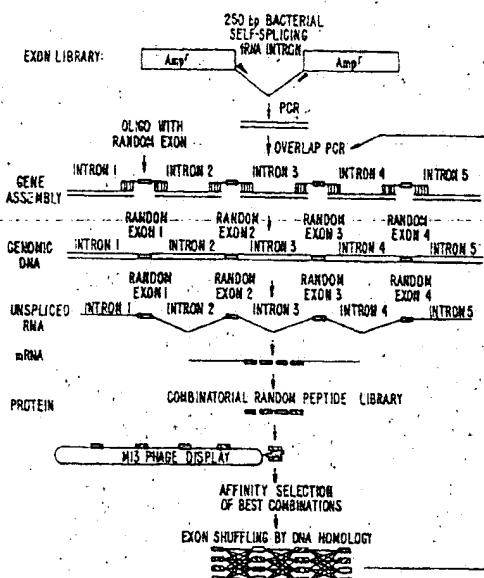 250 bp BACTERIAL
SELF-SPLICING
tRNA INTRON
EXON LIBRARY:
Ampr
Ampr
PCR
OLIGO WITH
RANDOM EXON
OVERLAP PCR
INTRON 1 INTRON 2 INTRON 3 INTRON 4 INTRON 5
GENE
ASSEMBLY
RANDOM EXON 1 RANDOM EXON2 RANDOM EXON 3 RANDOM EXON 4
GENOMIC
DNA
INTRON 1 INTRON 2 INTRON 3 INTRON 4 INTRON 5
RANDOM EXON 1 RANDOM EXON 2 RANDOM EXON 3 RANDOM EXON 4
UNSPLICED
RNA
INTRON 1 INTRON 2 INTRON 3 INTRON 4 INTRON 5
mRNA
PROTEIN
COMBINATORIAL RANDOM PEPTIDE LIBRARY
M13 PHAGE DISPLAY
AFFINITY SELECTION
OF BEST COMBINATIONS
EXON SHUFFLING BY DNA HOMOLOGY